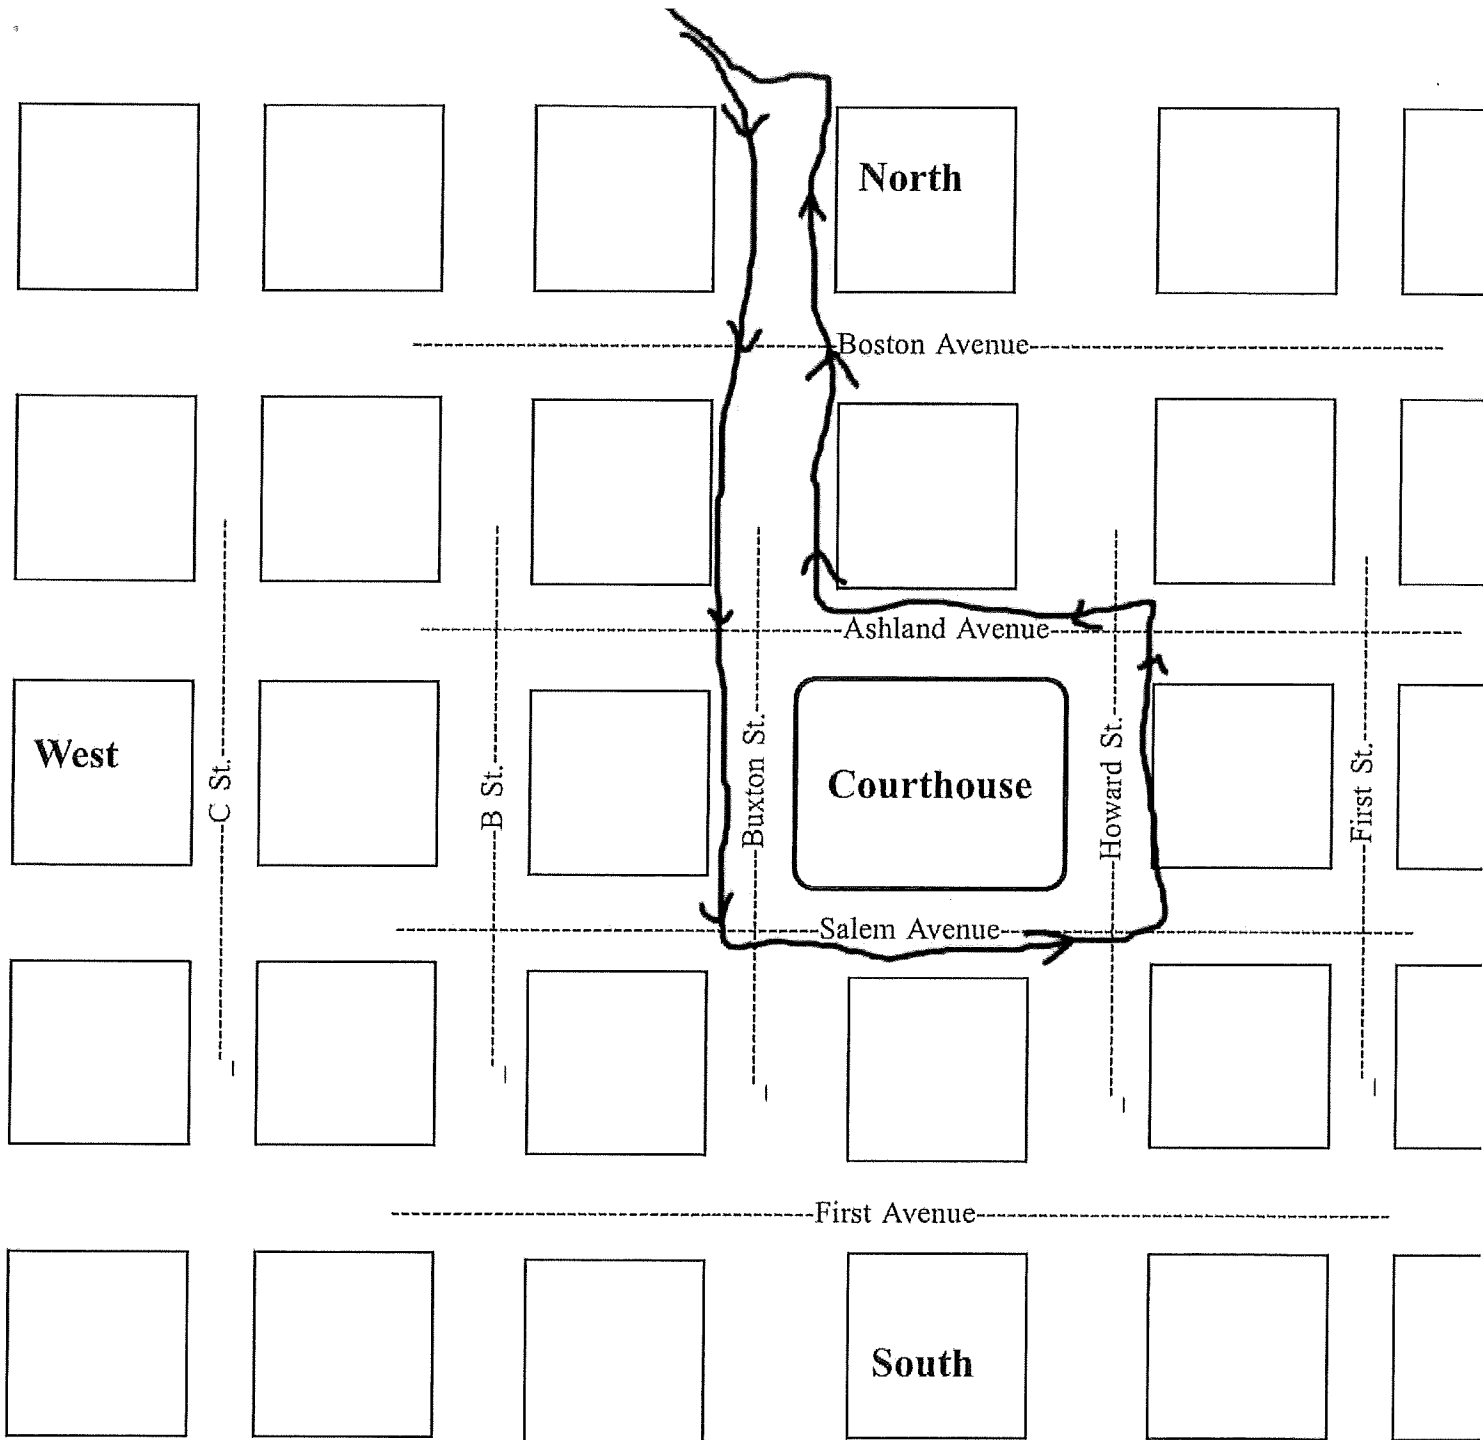 North
Boston Avenue
Ashland Avenue
West
C St.
B St.
Buxton St.
Courthouse
Howard St.
First St.
Salem Avenue
First Avenue
South